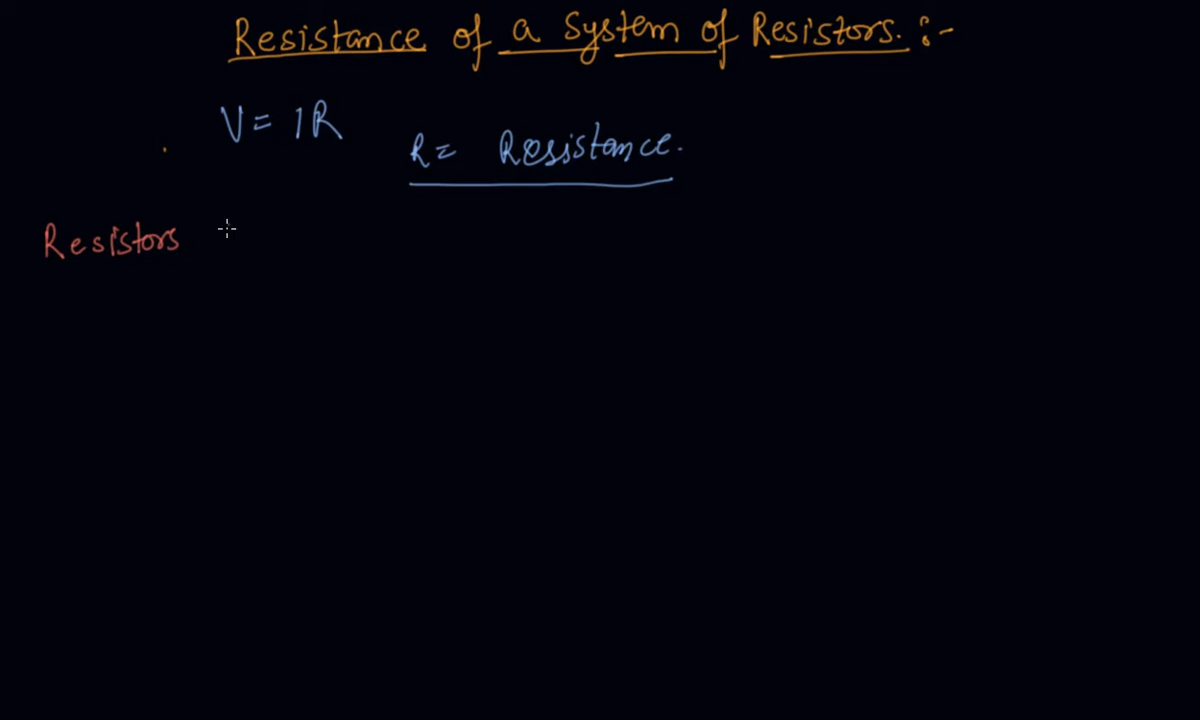 Resistance of a System of Resistors. :-
V = IR
R = Resistance.
Resistors